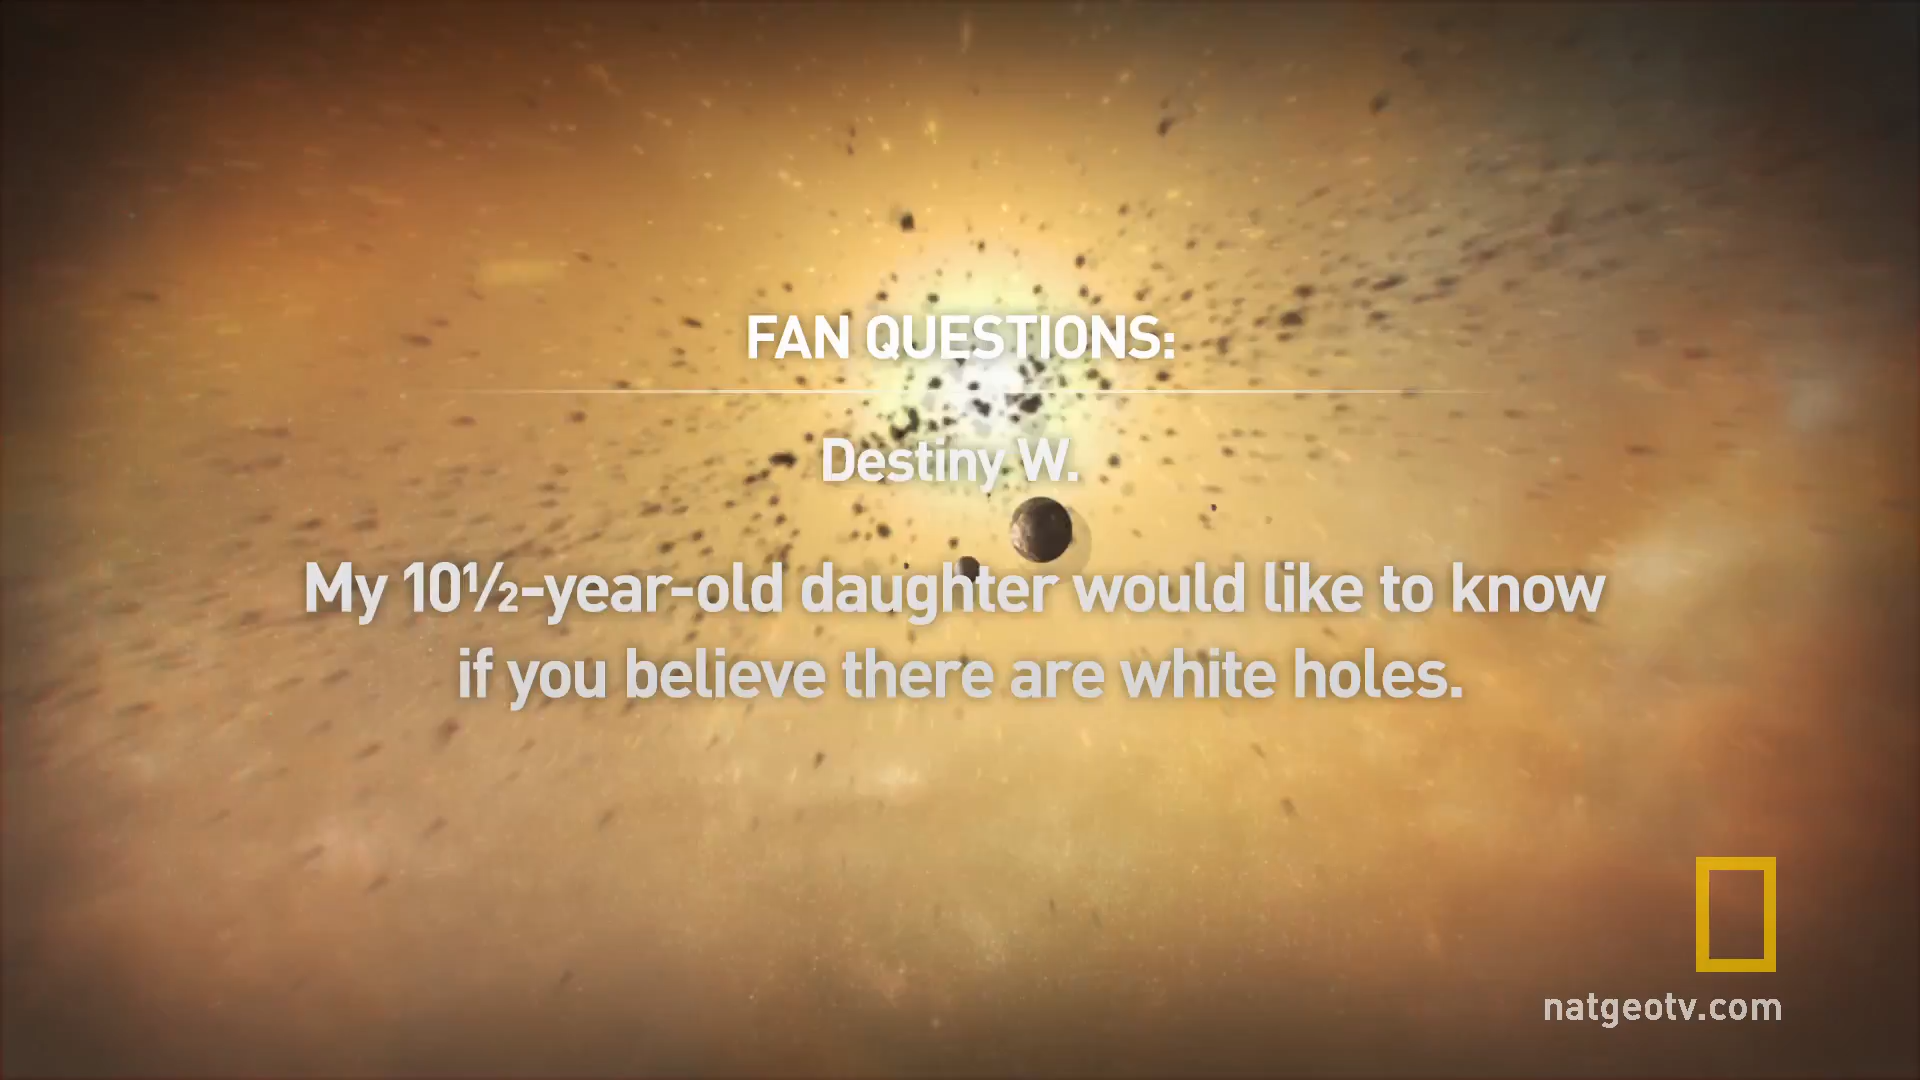 FAN QUESTIONS:
Destiny W.
My 10½-year-old daughter would like to know
if you believe there are white holes.
natgeotv.com